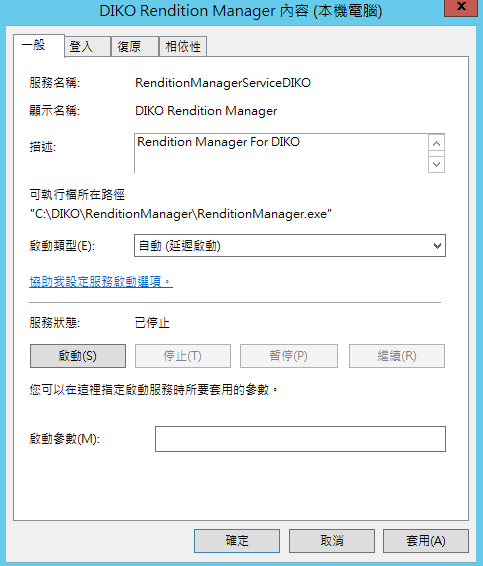 DIKO Rendition Manager 內容 (本機電腦)
x
一般 登入 復原 相依性
服務名稱: RenditionManagerServiceDIKO
顯示名稱: DIKO Rendition Manager
描述: Rendition Manager For DIKO
可執行檔所在路徑
"C:\DIKO\RenditionManager\RenditionManager.exe"
啟動類型(E): 自動 (延遲啟動)
協助我設定服務啟動選項。
服務狀態: 已停止
啟動(S) 停止(T) 暫停(P) 繼續(R)
您可以在這裡指定啟動服務時所要套用的參數。
啟動參數(M):
確定 取消 套用(A)